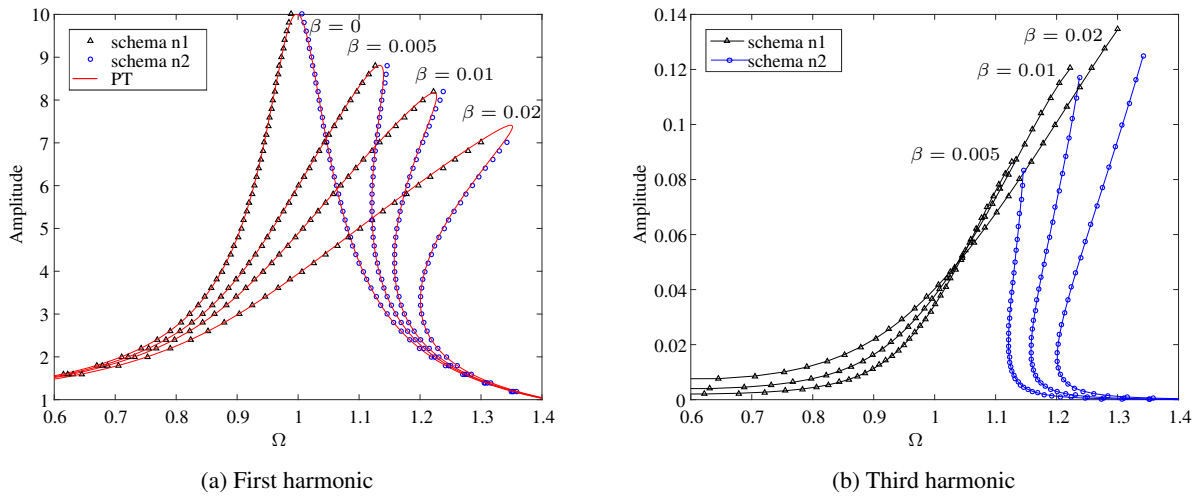 10
9
8
7
6
5
4
3
2
1
0.6
0.7
0.8
0.9
1
1.1
1.2
1.3
1.4
Amplitude
Ω
schema n1
schema n2
PT
β = 0
β = 0.005
β = 0.01
β = 0.02
(a) First harmonic
0.14
0.12
0.1
0.08
0.06
0.04
0.02
0
0.6
0.7
0.8
0.9
1
1.1
1.2
1.3
1.4
Amplitude
Ω
schema n1
schema n2
β = 0.02
β = 0.01
β = 0.005
(b) Third harmonic